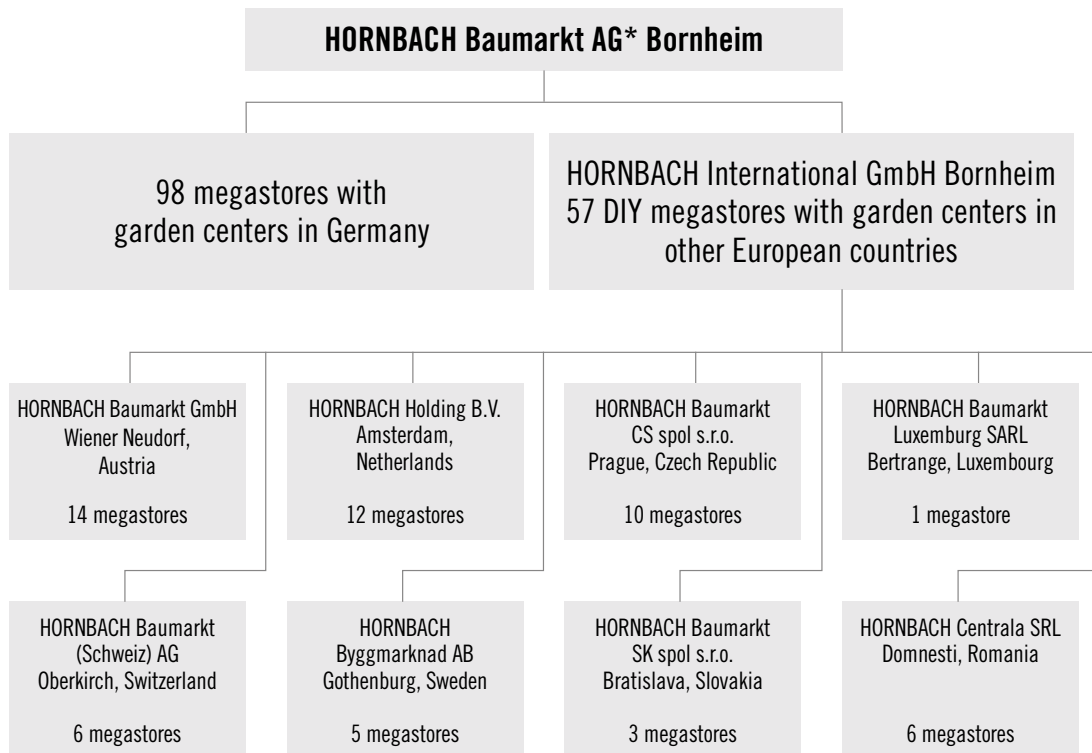 HORNBACH Baumarkt AG* Bornheim
98 megastores with
garden centers in Germany
HORNBACH International GmbH Bornheim
57 DIY megastores with garden centers in
other European countries
HORNBACH Baumarkt GmbH
Wiener Neudorf,
Austria
14 megastores
HORNBACH Holding B.V.
Amsterdam,
Netherlands
12 megastores
HORNBACH Baumarkt
CS spol s.r.o.
Prague, Czech Republic
10 megastores
HORNBACH Baumarkt
Luxemburg SARL
Bertrange, Luxembourg
1 megastore
HORNBACH Baumarkt
(Schweiz) AG
Oberkirch, Switzerland
6 megastores
HORNBACH
Byggmarknad AB
Gothenburg, Sweden
5 megastores
HORNBACH Baumarkt
SK spol s.r.o.
Bratislava, Slovakia
3 megastores
HORNBACH Centrala SRL
Domnesti, Romania
6 megastores